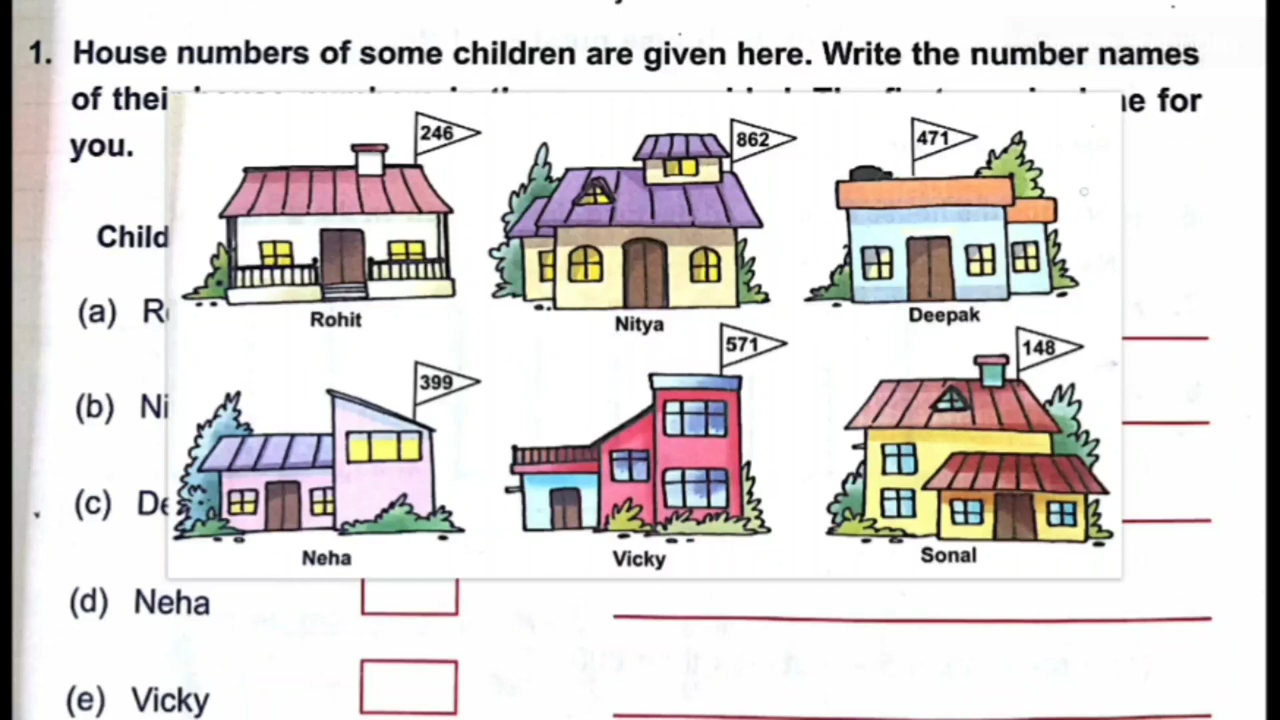 1. House numbers of some children are given here. Write the number names
of thei ne for
you.
246
862
471
Child
(a) R
Rohit
Nitya
Deepak
399
571
148
(b) Ni
(c) De
Neha
Vicky
Sonal
(d) Neha
(e) Vicky